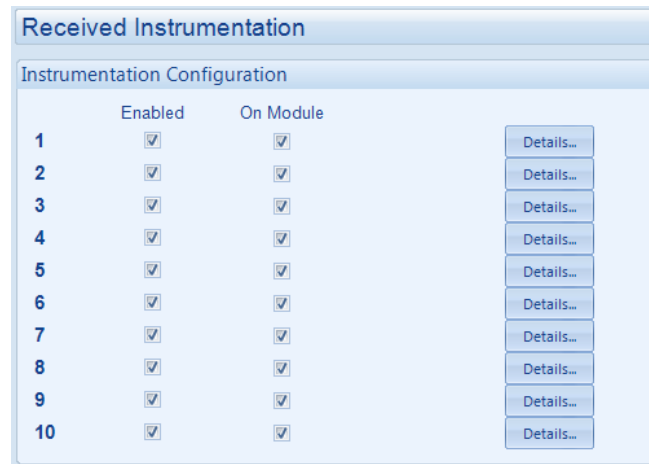 Received Instrumentation
Instrumentation Configuration
Enabled On Module
1 Details...
2 Details...
3 Details...
4 Details...
5 Details...
6 Details...
7 Details...
8 Details...
9 Details...
10 Details...